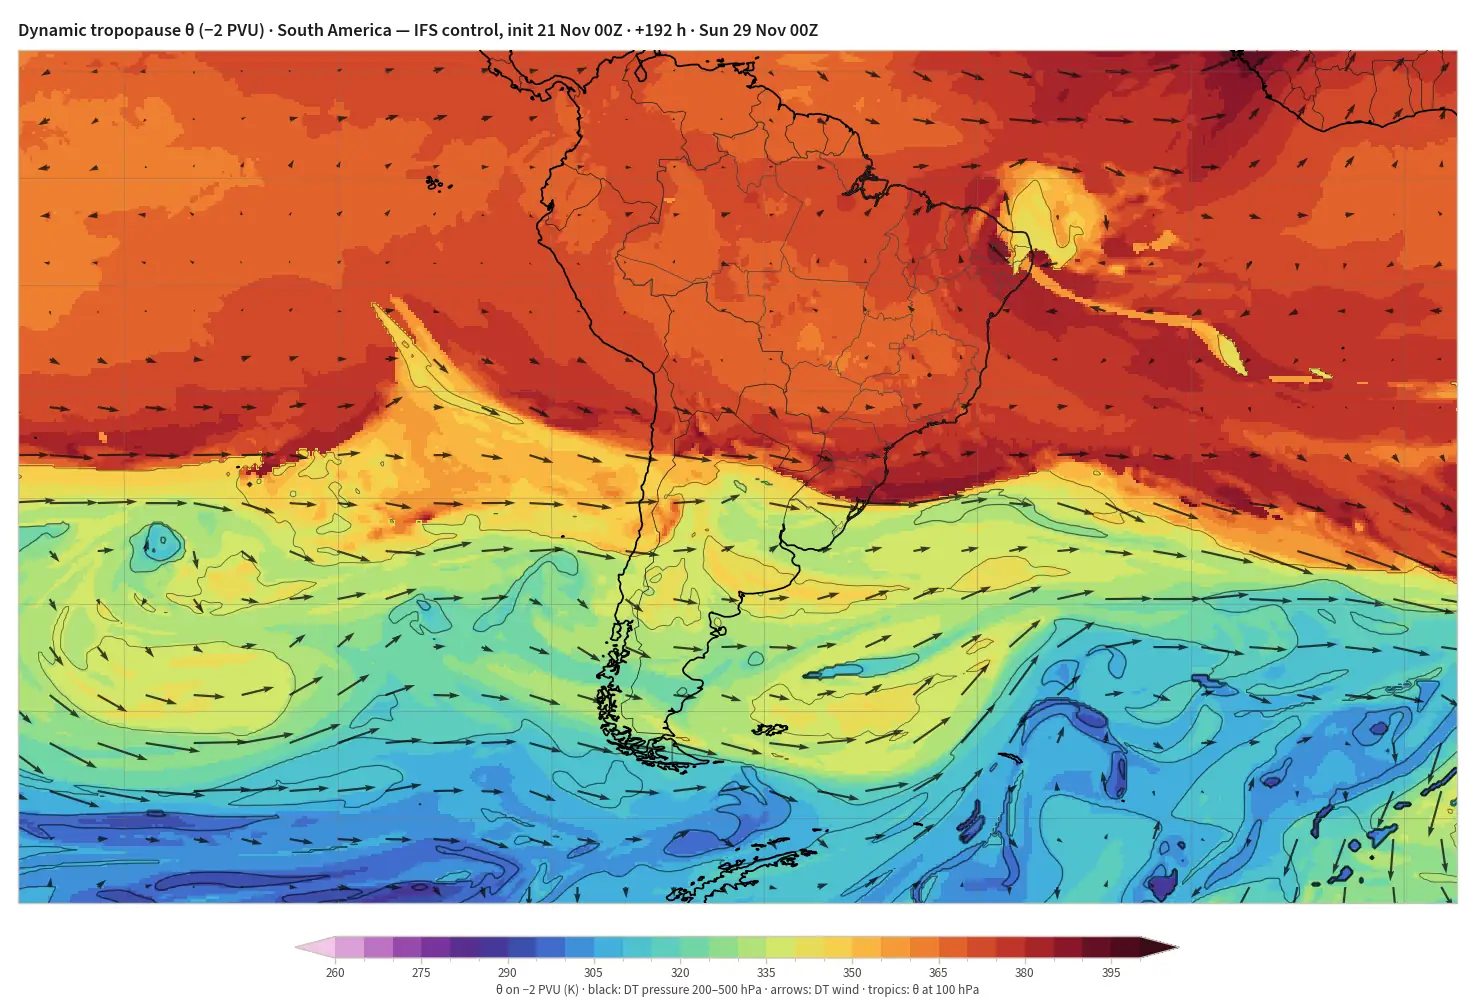 Dynamic tropopause θ (−2 PVU) · South America — IFS control, init 21 Nov 00Z · +192 h · Sun 29 Nov 00Z
260 275 290 305 320 335 350 365 380 395
θ on −2 PVU (K) · black: DT pressure 200–500 hPa · arrows: DT wind · tropics: θ at 100 hPa